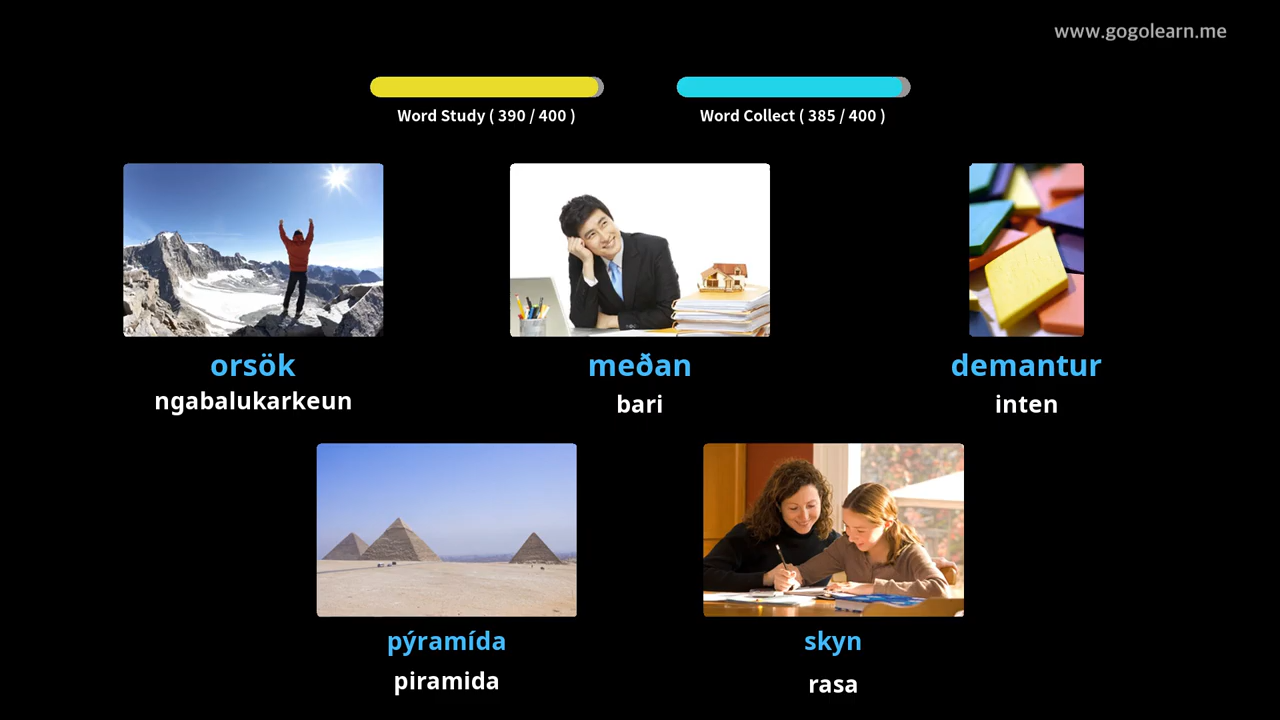 www.gogolearn.me
Word Study ( 390 / 400 )
Word Collect ( 385 / 400 )
orsök
ngabalukarkeun
meðan
bari
demantur
inten
pýramída
piramida
skyn
rasa